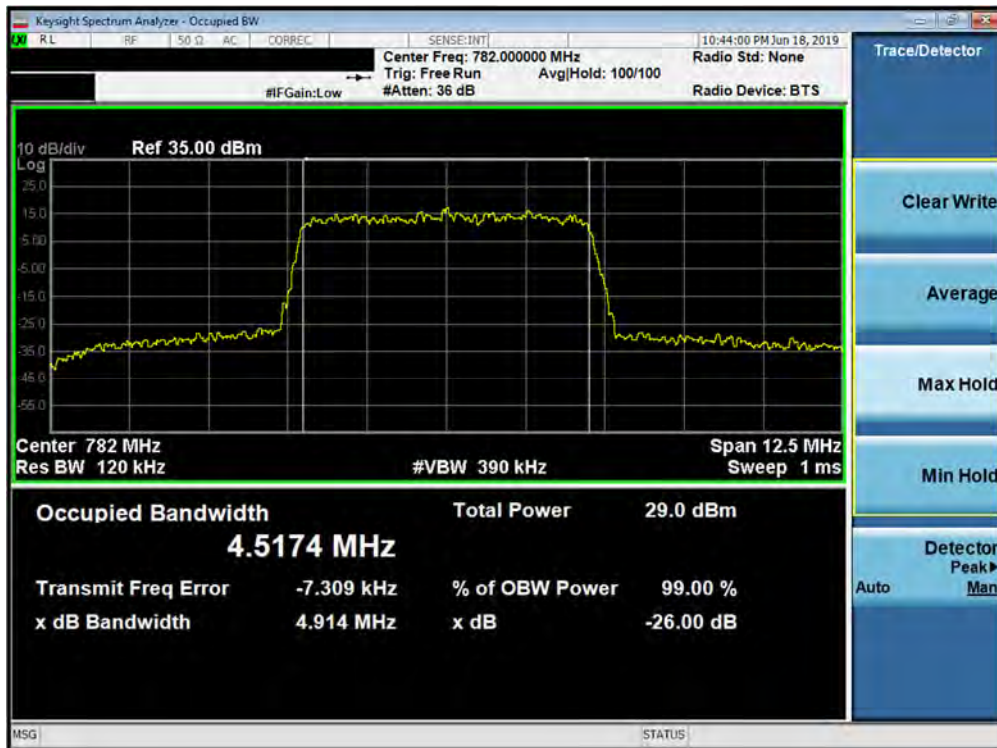 Keysight Spectrum Analyzer - Occupied BW
LXI RL RF 50 Ω AC CORREC SENSE:INT 10:44:00 PM Jun 18, 2019
Center Freq: 782.000000 MHz Radio Std: None
Trig: Free Run Avg|Hold: 100/100
#IFGain:Low #Atten: 36 dB Radio Device: BTS
10 dB/div Ref 35.00 dBm
Log
25.0
15.0
5.00
-5.00
-15.0
-25.0
-35.0
-45.0
-55.0
Center 782 MHz Span 12.5 MHz
Res BW 120 kHz #VBW 390 kHz Sweep 1 ms
Occupied Bandwidth Total Power 29.0 dBm
4.5174 MHz
Transmit Freq Error -7.309 kHz % of OBW Power 99.00 %
x dB Bandwidth 4.914 MHz x dB -26.00 dB
MSG STATUS
Trace/Detector
Clear Write
Average
Max Hold
Min Hold
Detector
Peak▶
Auto Man